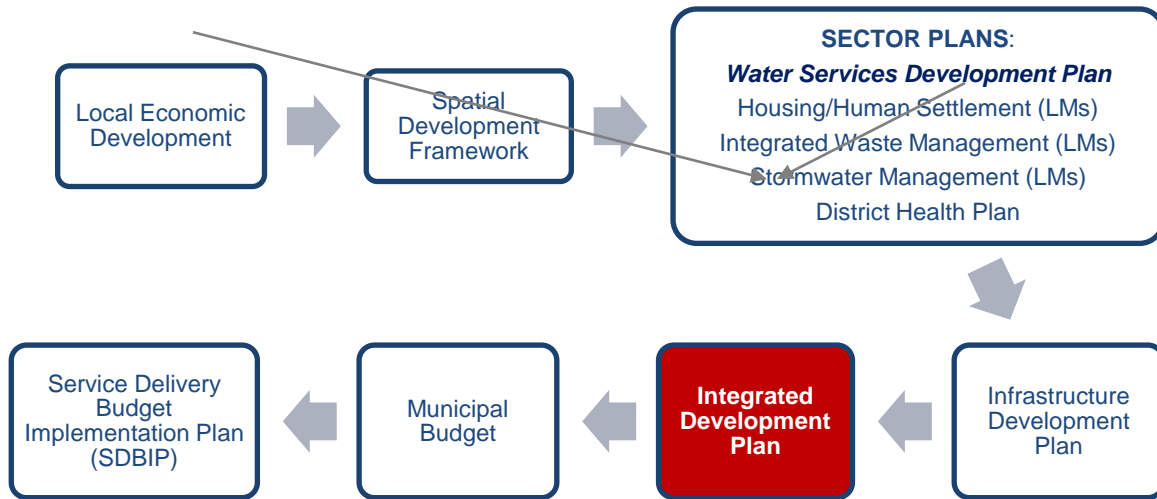 Local Economic
Development
Spatial
Development
Framework
SECTOR PLANS:
Water Services Development Plan
Housing/Human Settlement (LMs)
Integrated Waste Management (LMs)
Stormwater Management (LMs)
District Health Plan
Service Delivery
Budget
Implementation Plan
(SDBIP)
Municipal
Budget
Integrated
Development
Plan
Infrastructure
Development
Plan